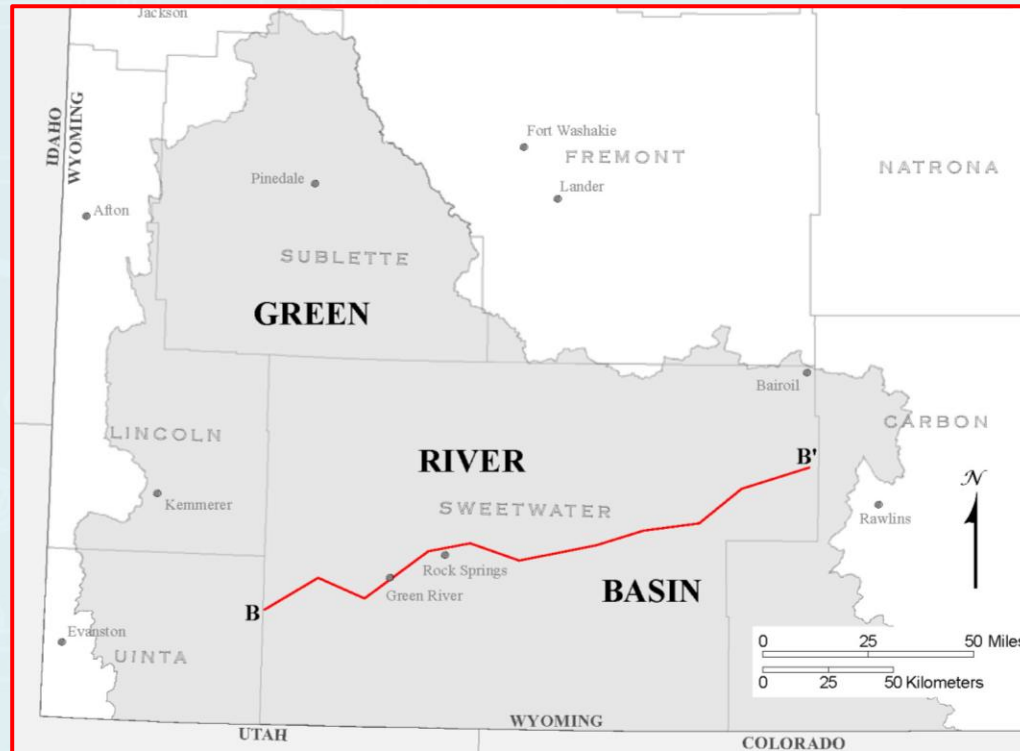 Jackson
IDAHO
WYOMING
Fort Washakie
FREMONT
NATRONA
Pinedale
Lander
Afton
SUBLETTE
GREEN
Bairoil
CARBON
LINCOLN
RIVER
B'
N
Kemmerer
SWEETWATER
Rawlins
Rock Springs
Green River
BASIN
B
Evanston
UINTA
0 25 50 Miles
0 25 50 Kilometers
WYOMING
UTAH
COLORADO